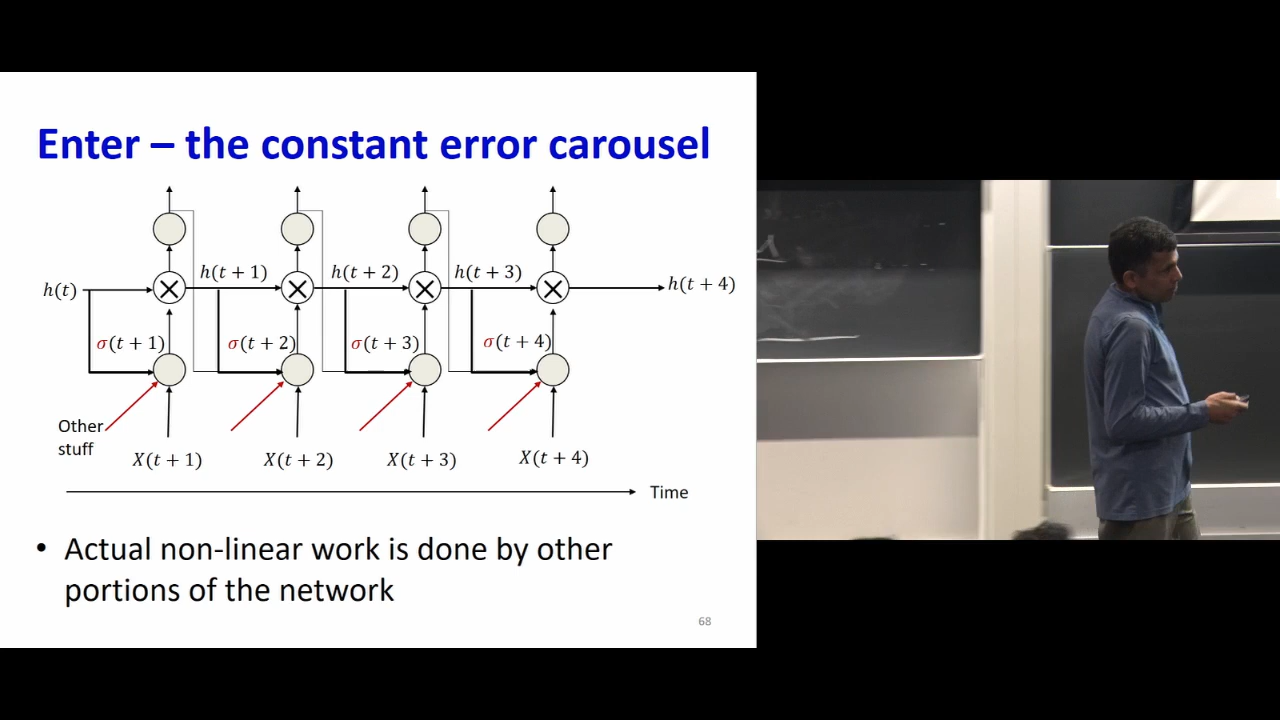 Enter – the constant error carousel
h(t)
h(t + 1)
h(t + 2)
h(t + 3)
h(t + 4)
σ(t + 1)
σ(t + 2)
σ(t + 3)
σ(t + 4)
Other
stuff
X(t + 1)
X(t + 2)
X(t + 3)
X(t + 4)
Time
• Actual non-linear work is done by other
portions of the network
68